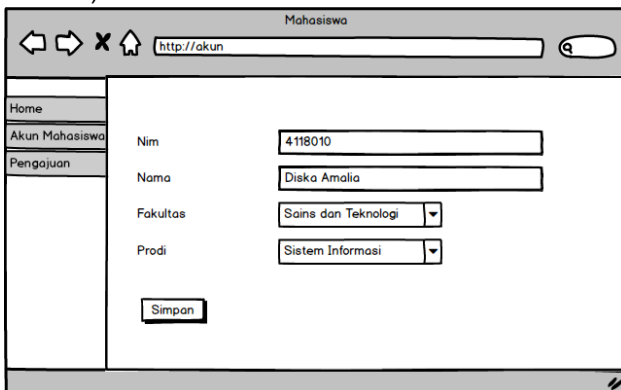 Mahasiswa
http://akun
Home
Akun Mahasiswa
Pengajuan
Nim
4118010
Nama
Diska Amalia
Fakultas
Sains dan Teknologi
Prodi
Sistem Informasi
Simpan